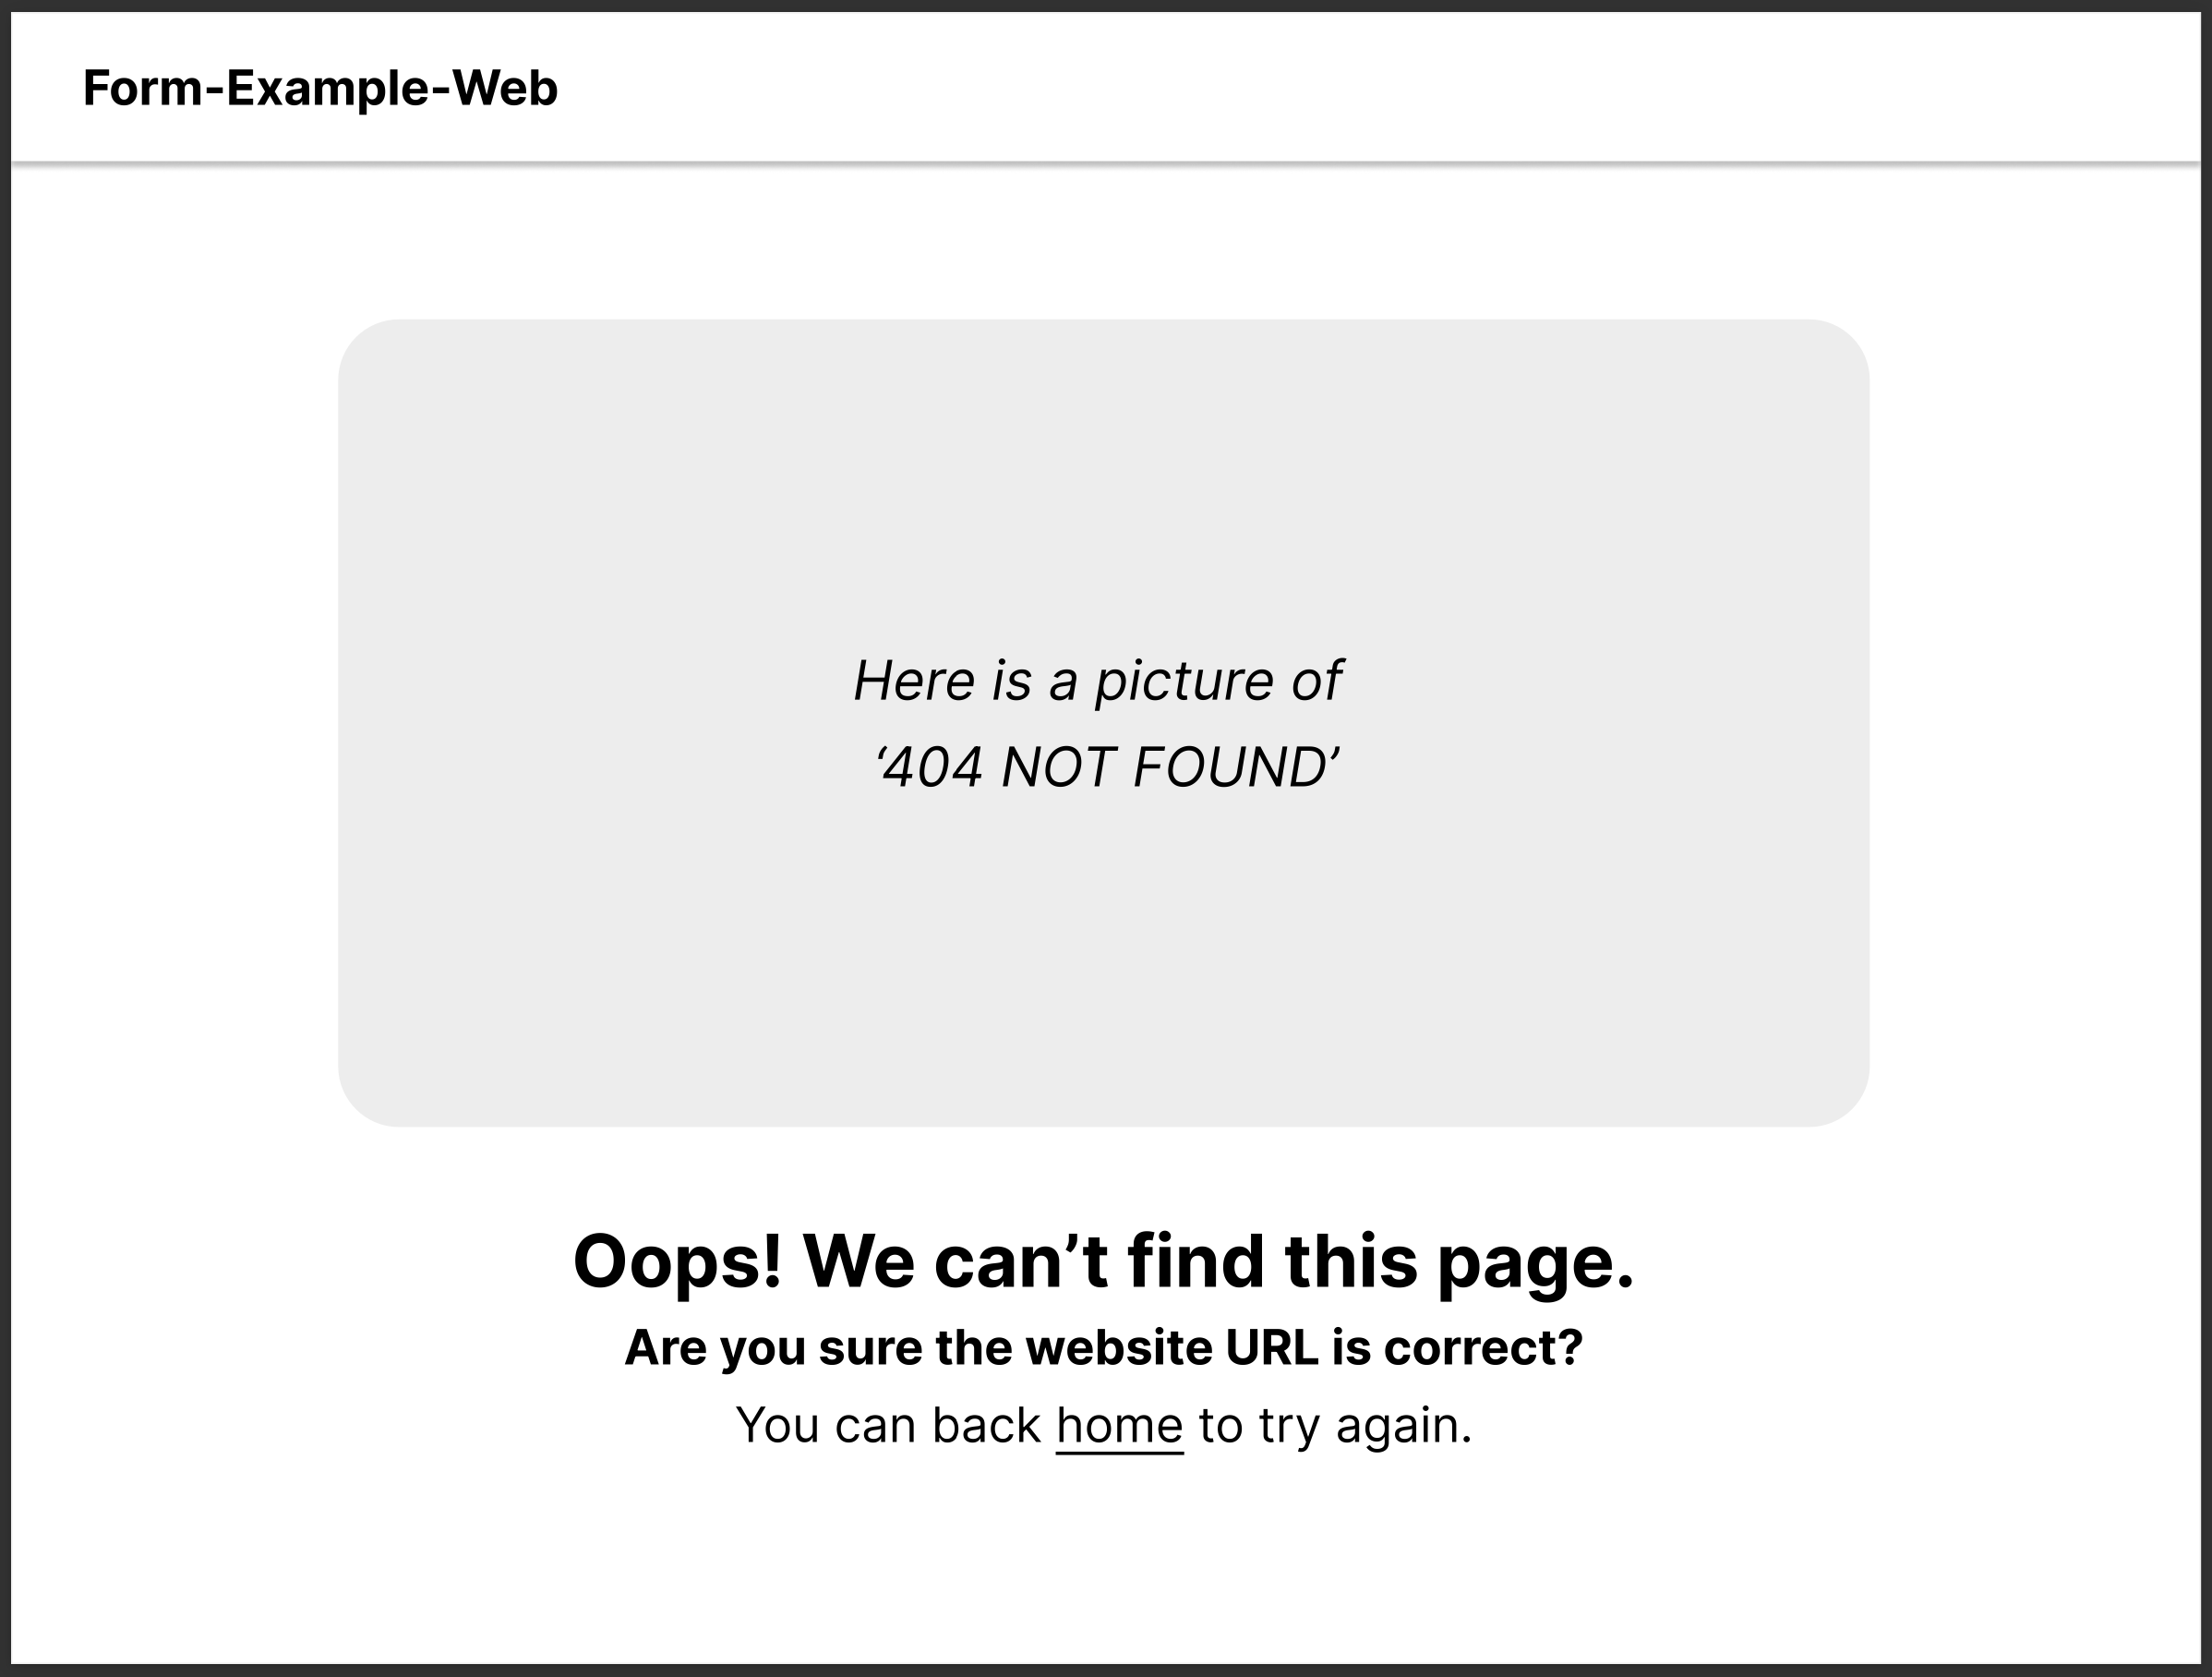 Form-Example-Web
Here is a picture of
‘404 NOT FOUND’
Oops! We can’t find this page.
Are you sure the website URL is correct?
You can back home to try again.